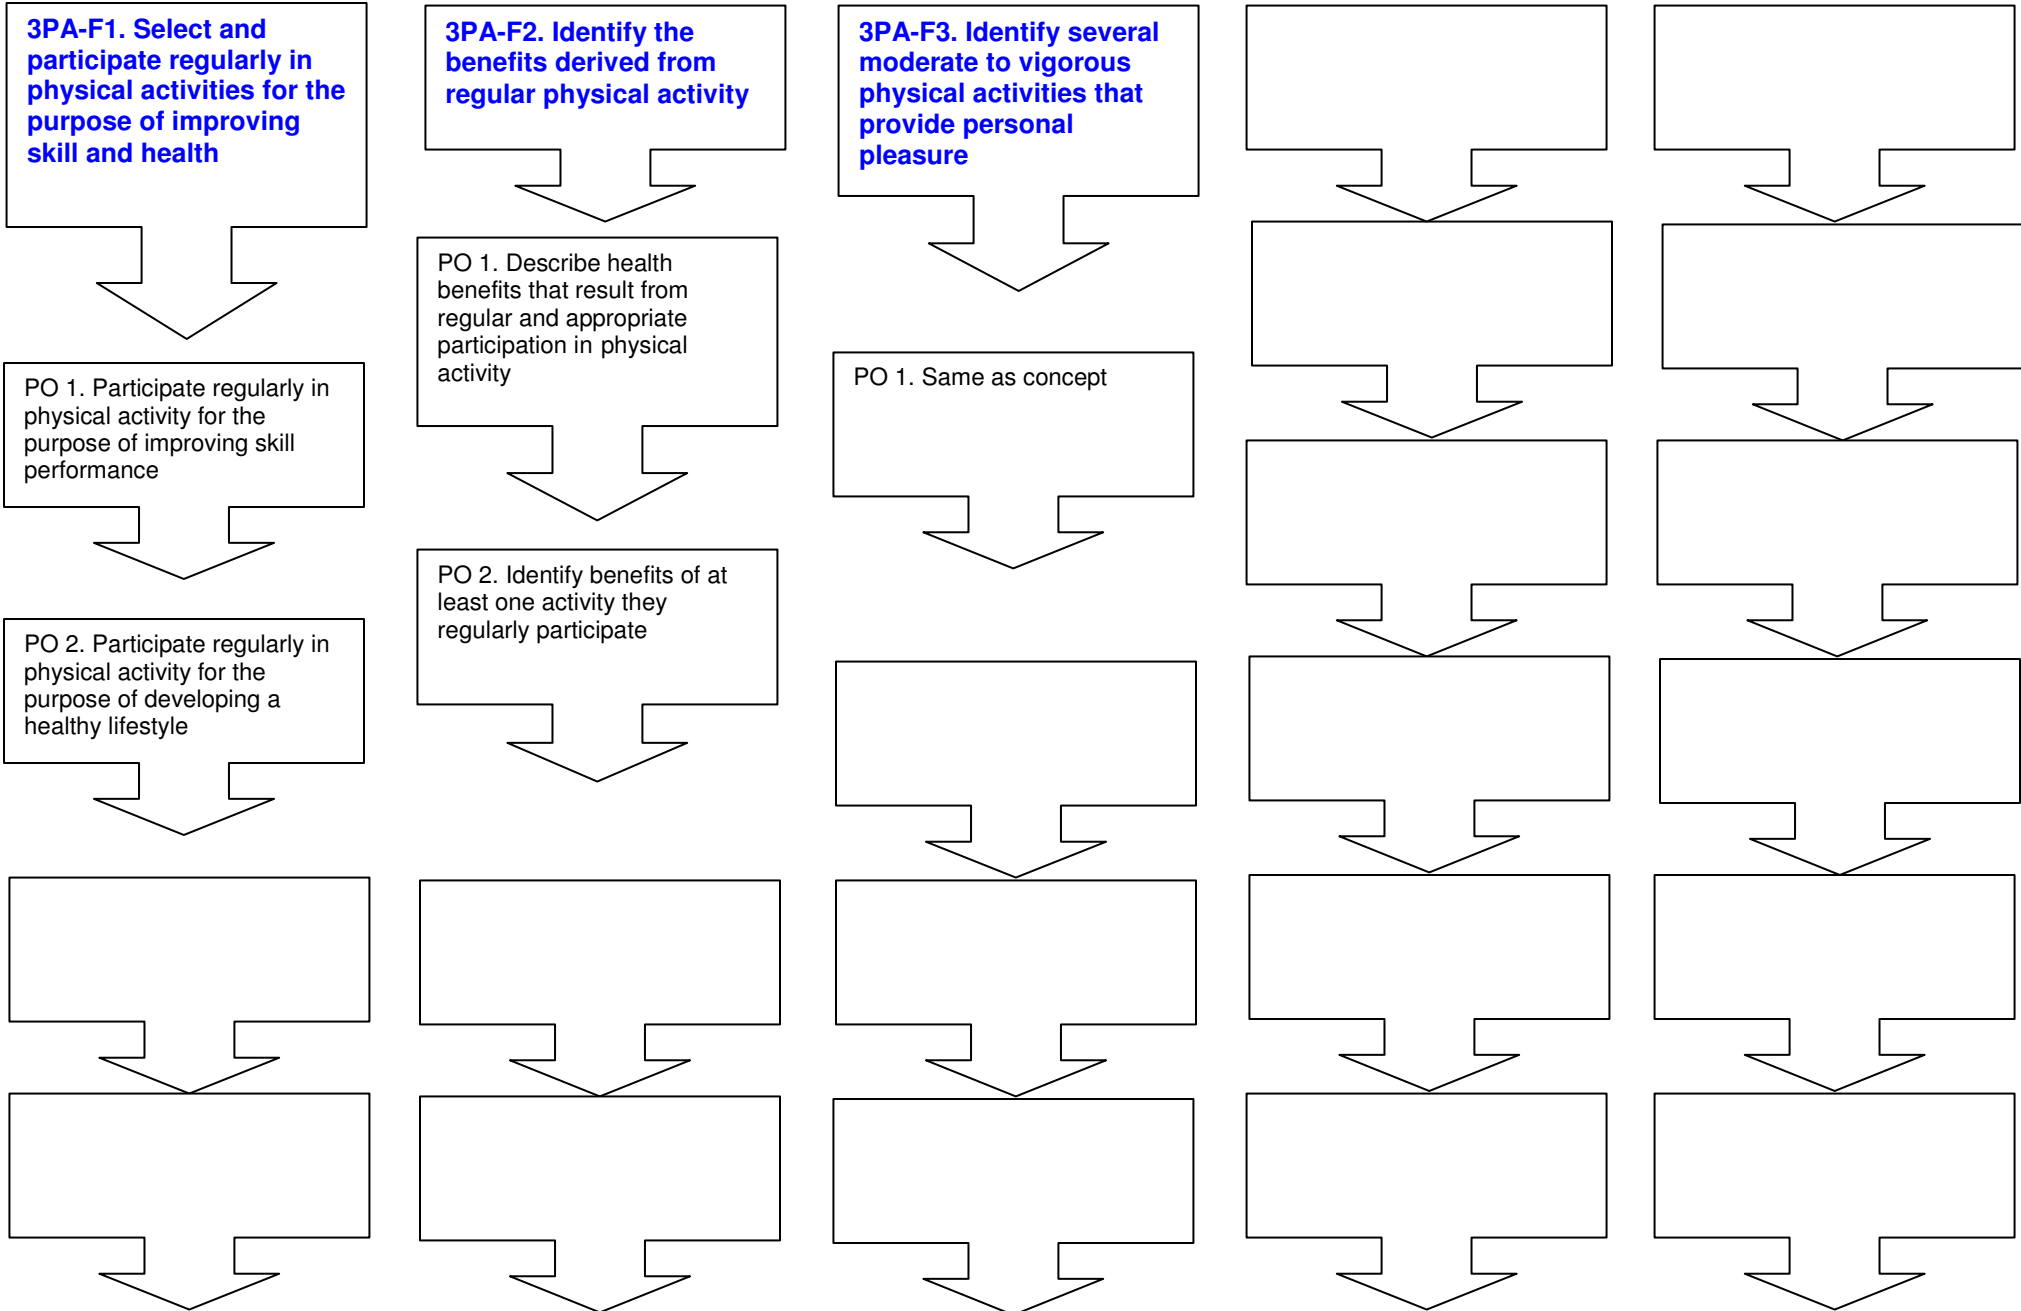 3PA-F1. Select and
participate regularly in
physical activities for the
purpose of improving
skill and health
PO 1. Participate regularly in
physical activity for the
purpose of improving skill
performance
PO 2. Participate regularly in
physical activity for the
purpose of developing a
healthy lifestyle
3PA-F2. Identify the
benefits derived from
regular physical activity
PO 1. Describe health
benefits that result from
regular and appropriate
participation in physical
activity
PO 2. Identify benefits of at
least one activity they
regularly participate
3PA-F3. Identify several
moderate to vigorous
physical activities that
provide personal
pleasure
PO 1. Same as concept